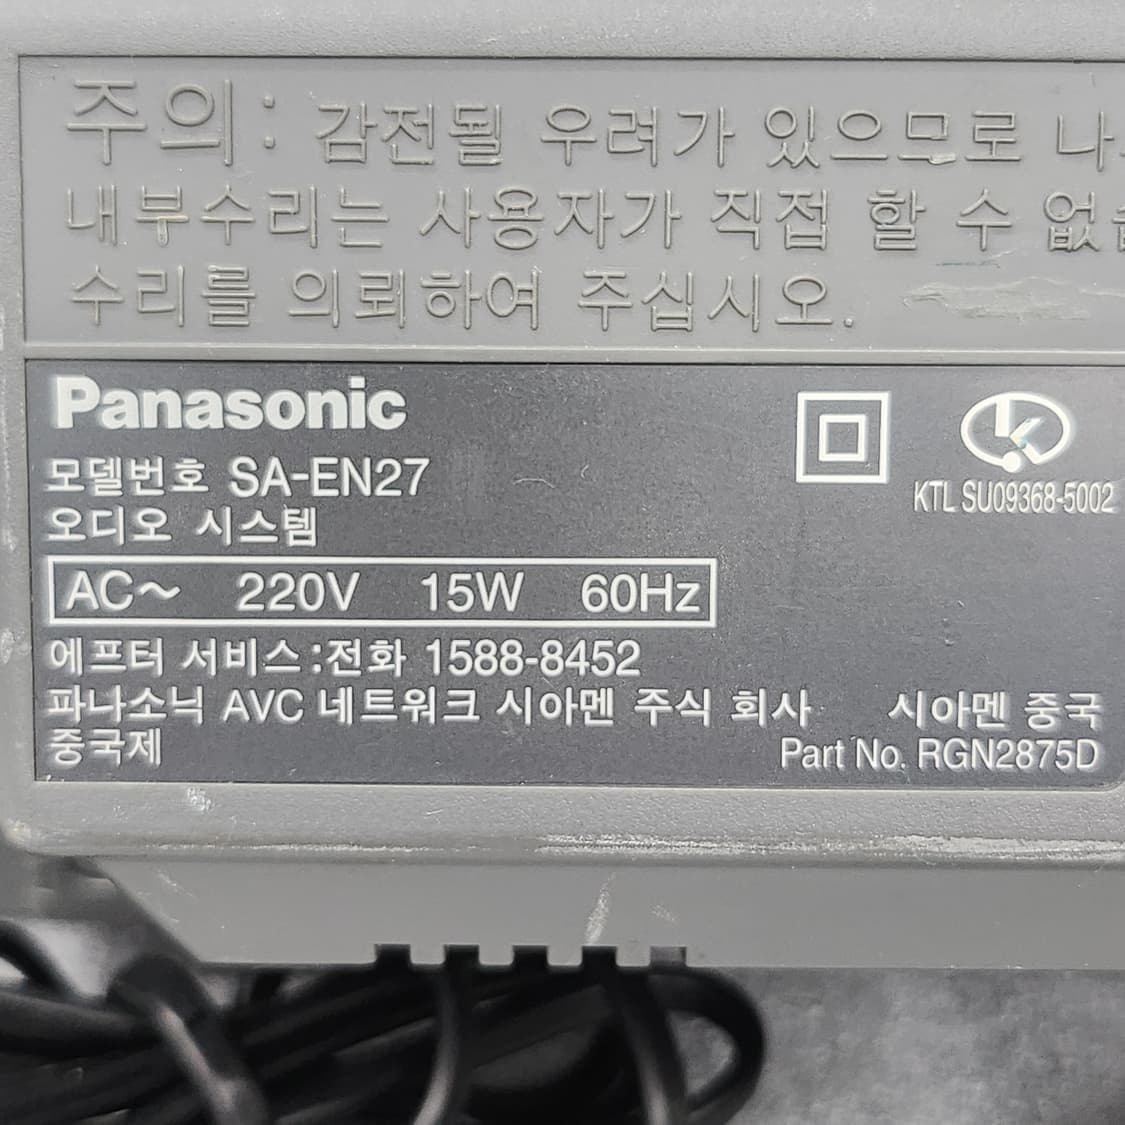 주의: 감전될 우려가 있으므로
내부수리는 사용자가 직접 할 수
수리를 의뢰하여 주십시오.
Panasonic
모델번호 SA-EN27
KTL SU09368-5002
오디오 시스템
AC~ 220V 15W 60Hz
에프터 서비스:전화 1588-8452
파나소닉 AVC 네트워크 시아멘 주식 회사 시아멘 중국
중국제 Part No. RGN2875D